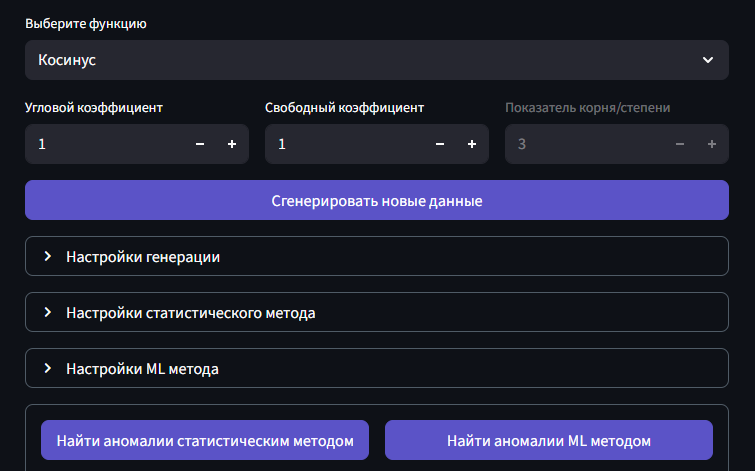 Выберите функцию
Косинус
Угловой коэффициент Свободный коэффициент Показатель корня/степени
1 − + 1 − + 3 − +
Сгенерировать новые данные
Настройки генерации
Настройки статистического метода
Настройки ML метода
Найти аномалии статистическим методом Найти аномалии ML методом